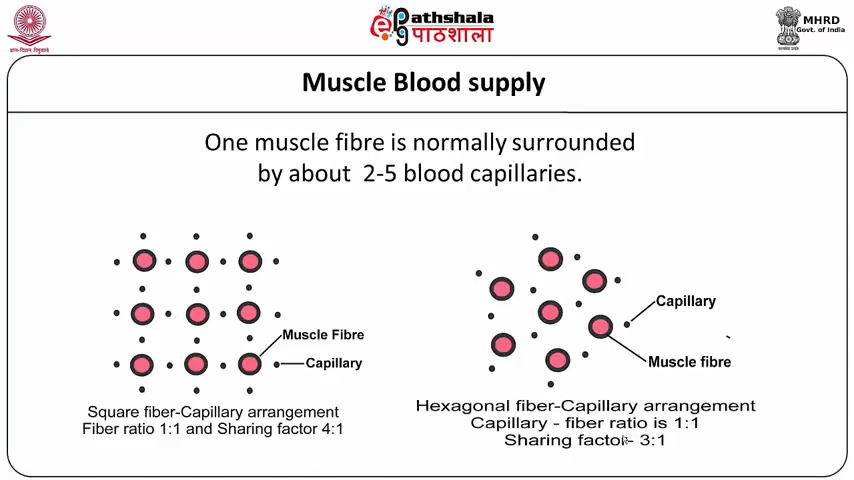 ePathshala
पाठशाला
MHRD
Govt. of India
Muscle Blood supply
One muscle fibre is normally surrounded
by about 2-5 blood capillaries.
Muscle Fibre
Capillary
Square fiber-Capillary arrangement
Fiber ratio 1:1 and Sharing factor 4:1
Capillary
Muscle fibre
Hexagonal fiber-Capillary arrangement
Capillary - fiber ratio is 1:1
Sharing factor- 3:1